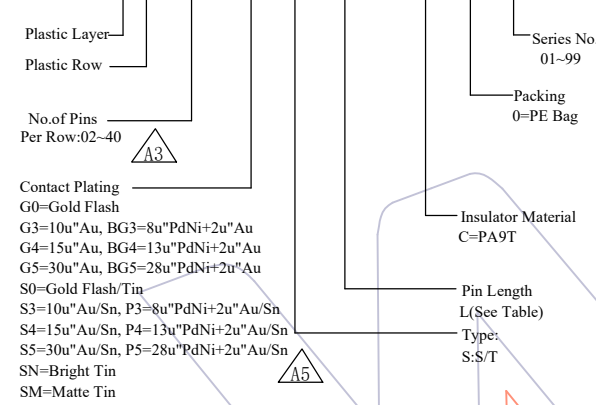 Plastic Layer
Plastic Row
No.of Pins
Per Row:02~40
A3
Contact Plating
G0=Gold Flash
G3=10u"Au, BG3=8u"PdNi+2u"Au
G4=15u"Au, BG4=13u"PdNi+2u"Au
G5=30u"Au, BG5=28u"PdNi+2u"Au
S0=Gold Flash/Tin
S3=10u"Au/Sn, P3=8u"PdNi+2u"Au/Sn
S4=15u"Au/Sn, P4=13u"PdNi+2u"Au/Sn
S5=30u"Au/Sn, P5=28u"PdNi+2u"Au/Sn
SN=Bright Tin
SM=Matte Tin
A5
Series No.
01~99
Packing
0=PE Bag
Insulator Material
C=PA9T
Pin Length
L(See Table)
Type:
S:S/T